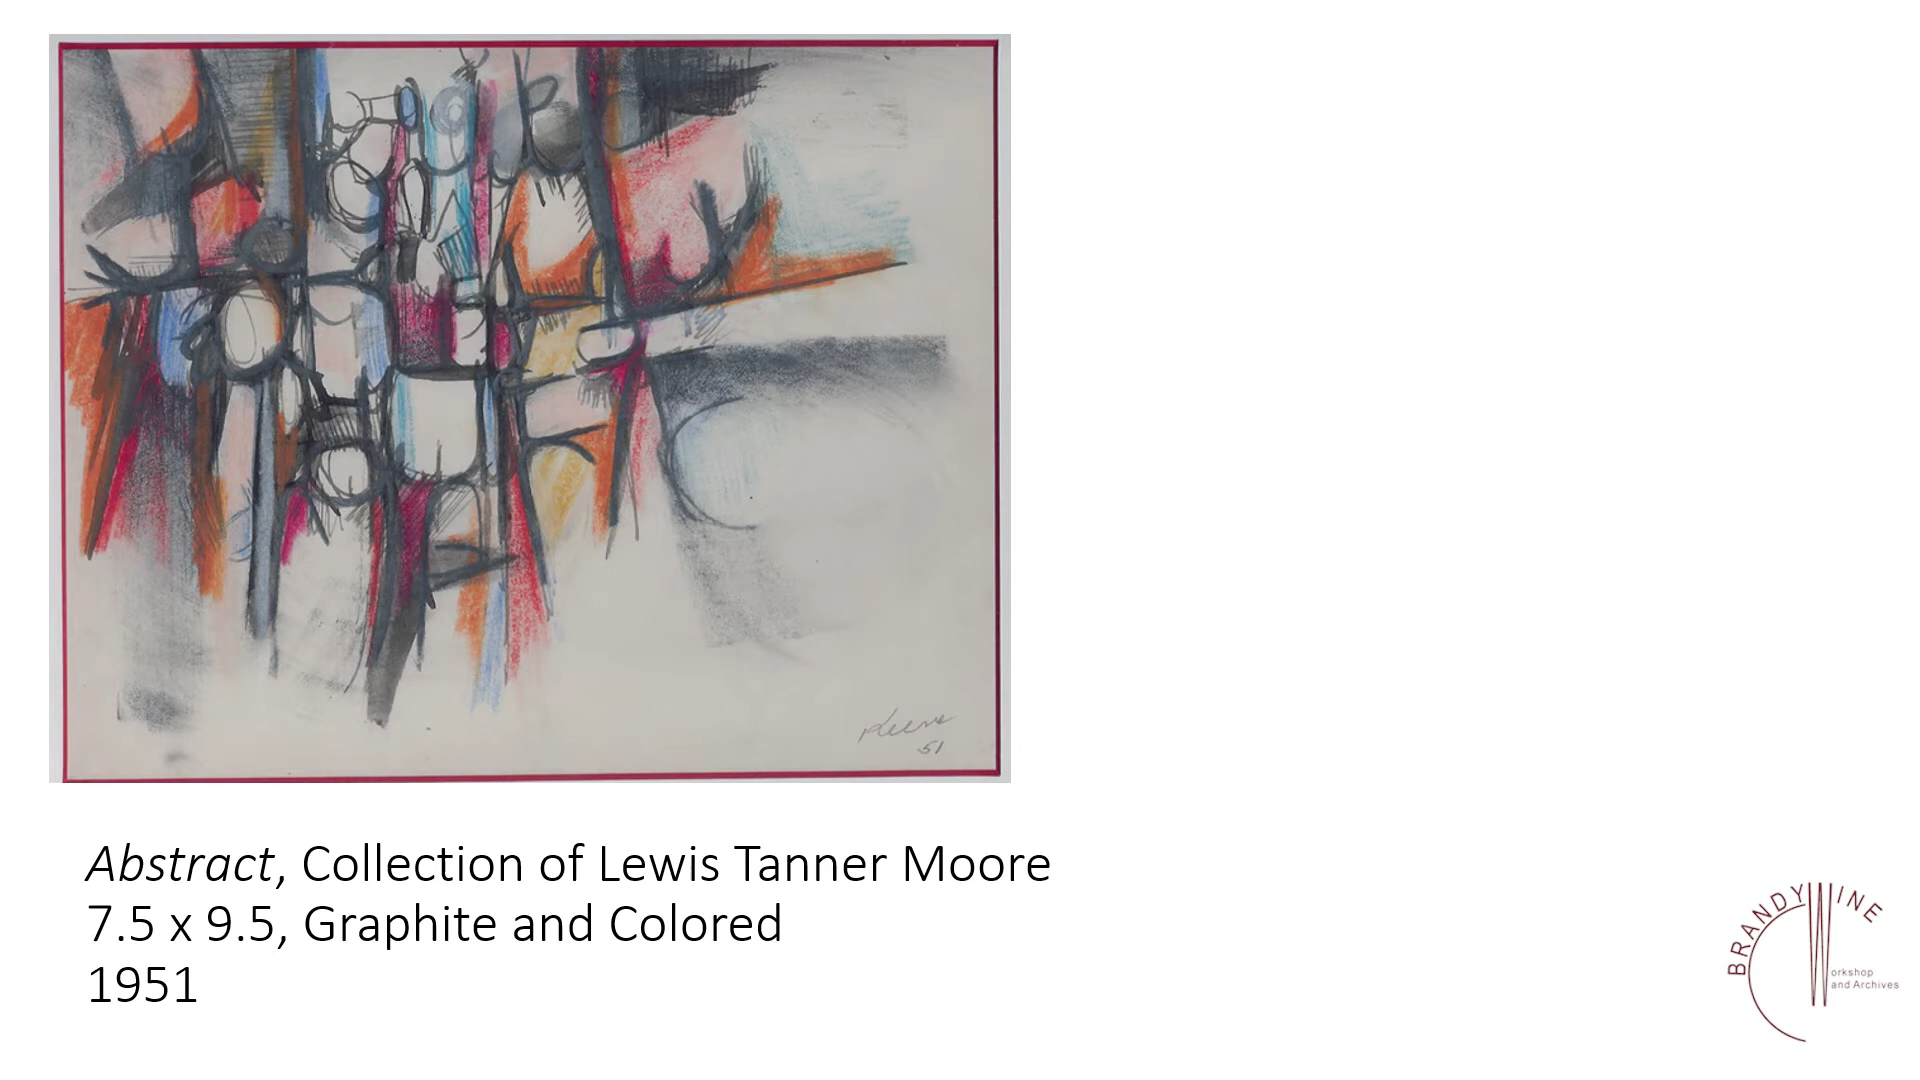 Keene
51
Abstract, Collection of Lewis Tanner Moore
7.5 x 9.5, Graphite and Colored
1951
BRANDYWINE
orkshop
and Archives